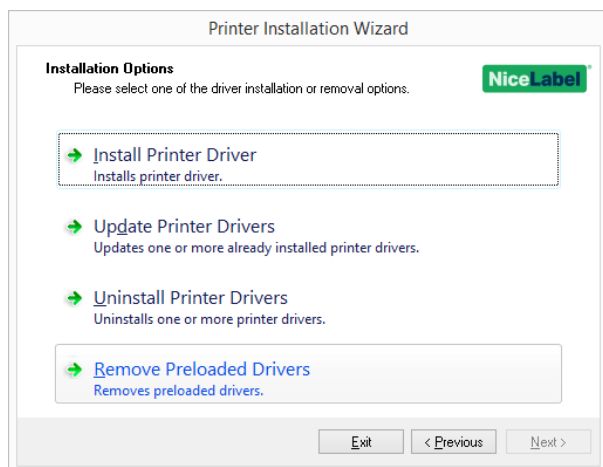 Printer Installation Wizard
Installation Options
Please select one of the driver installation or removal options.
NiceLabel
Install Printer Driver
Installs printer driver.
Update Printer Drivers
Updates one or more already installed printer drivers.
Uninstall Printer Drivers
Uninstalls one or more printer drivers.
Remove Preloaded Drivers
Removes preloaded drivers.
Exit < Previous Next >